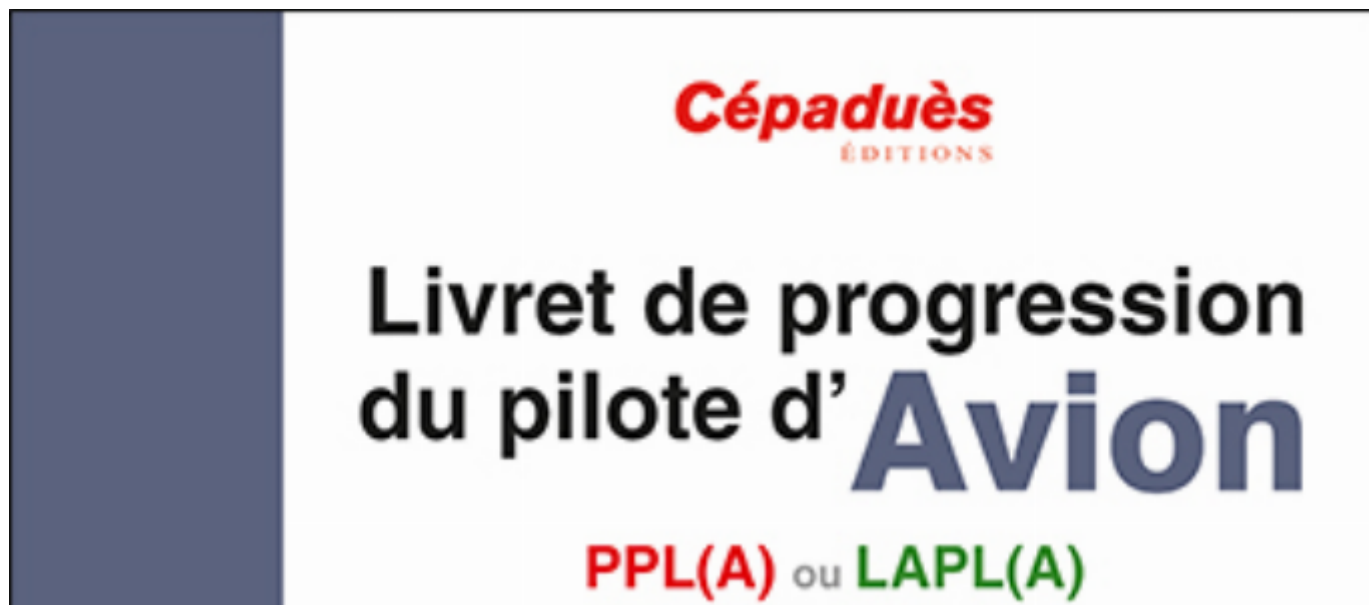 Cépaduès
ÉDITIONS
Livret de progression
du pilote d’Avion
PPL(A) ou LAPL(A)